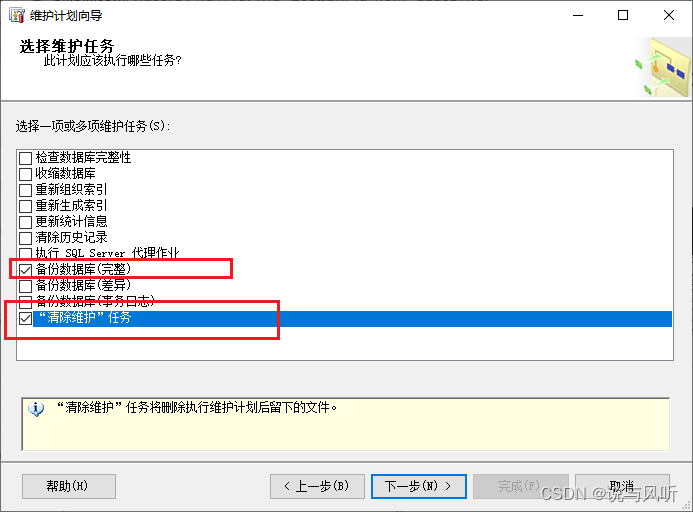 维护计划向导
选择维护任务
此计划应该执行哪些任务?
选择一项或多项维护任务(S):
检查数据库完整性
收缩数据库
重新组织索引
重新生成索引
更新统计信息
清除历史记录
执行 SQL Server 代理作业
备份数据库(完整)
备份数据库(差异)
备份数据库(事务日志)
“清除维护”任务
“清除维护”任务将删除执行维护计划后留下的文件。
帮助(H)
< 上一步(B)
下一步(N) >
完成(F)
取消
CSDN @说与风听